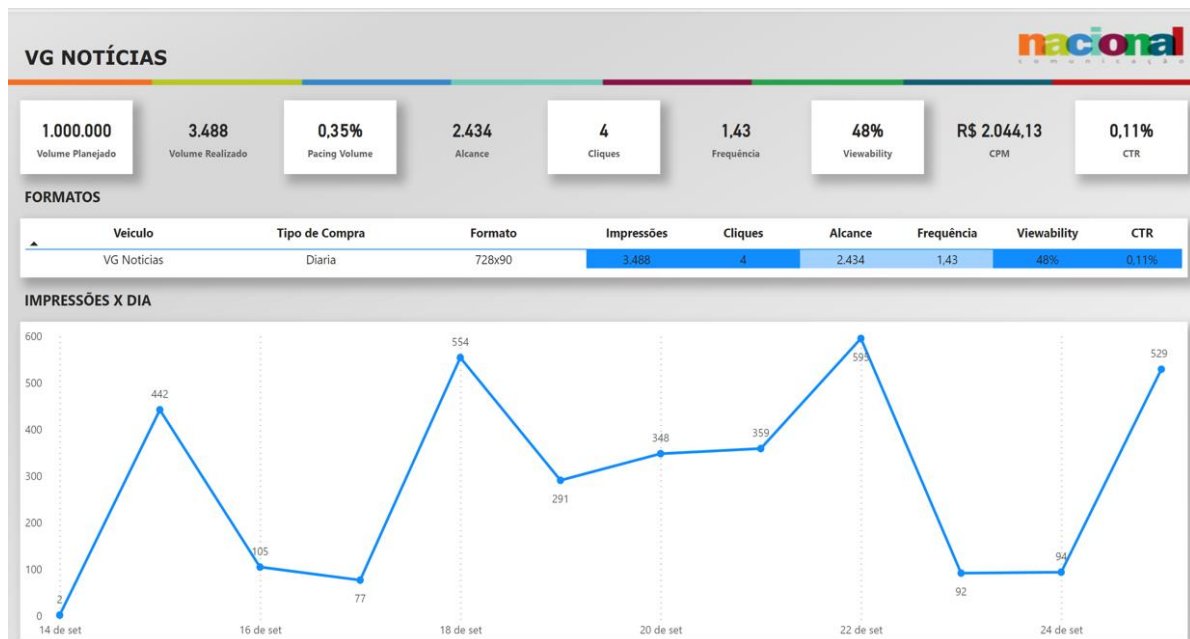 VG NOTÍCIAS
nacional
comunicação
1.000.000
Volume Planejado
3.488
Volume Realizado
0,35%
Pacing Volume
2.434
Alcance
4
Cliques
1,43
Frequência
48%
Viewability
R$ 2.044,13
CPM
0,11%
CTR
FORMATOS
Veiculo Tipo de Compra Formato Impressões Cliques Alcance Frequência Viewability CTR
VG Noticias Diaria 728x90 3.488 4 2.434 1,43 48% 0,11%
IMPRESSÕES X DIA
600
500
400
300
200
100
0
2
442
105
77
554
291
348
359
595
92
94
529
14 de set 16 de set 18 de set 20 de set 22 de set 24 de set